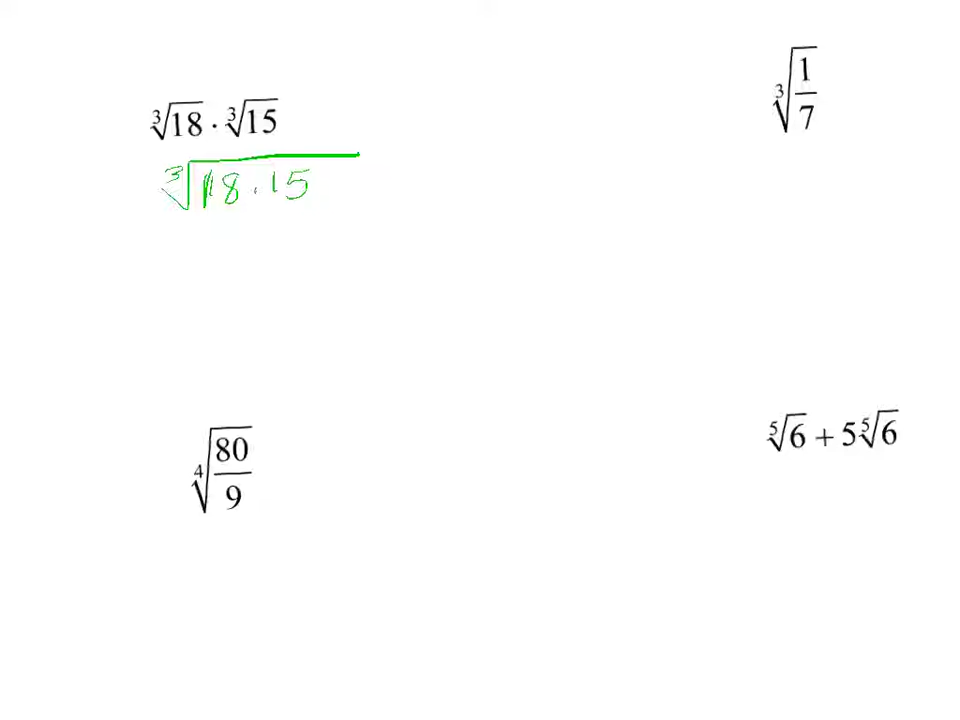 ∛18 · ∛15
∛18·15
∛(1/7)
∜(80/9)
⁵√6 + 5⁵√6